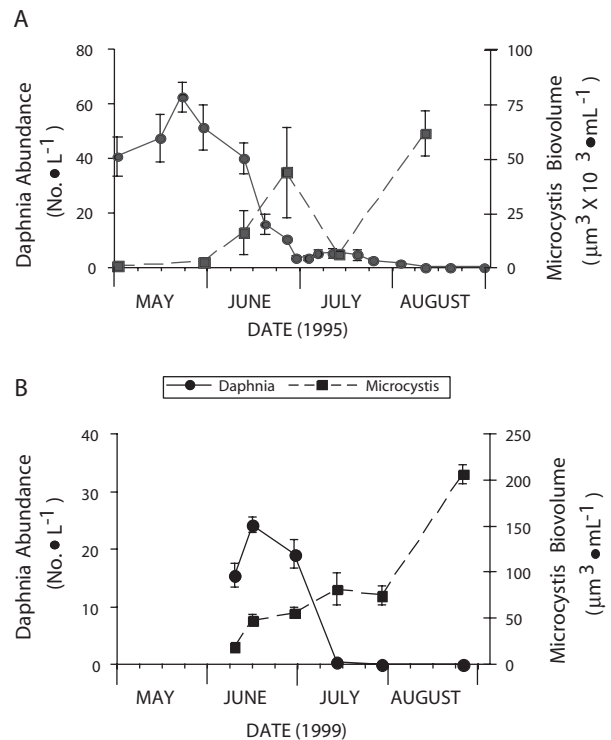 A
80
60
40
20
0
100
75
50
25
0
Daphnia Abundance
(No. ● L⁻¹)
Microcystis Biovolume
(µm³ X 10 ³ ● mL⁻¹)
MAY JUNE JULY AUGUST
DATE (1995)
Daphnia Microcystis
B
40
30
20
10
0
250
200
150
100
50
0
Daphnia Abundance
(No. ● L⁻¹)
Microcystis Biovolume
(µm³ ● mL⁻¹)
MAY JUNE JULY AUGUST
DATE (1999)